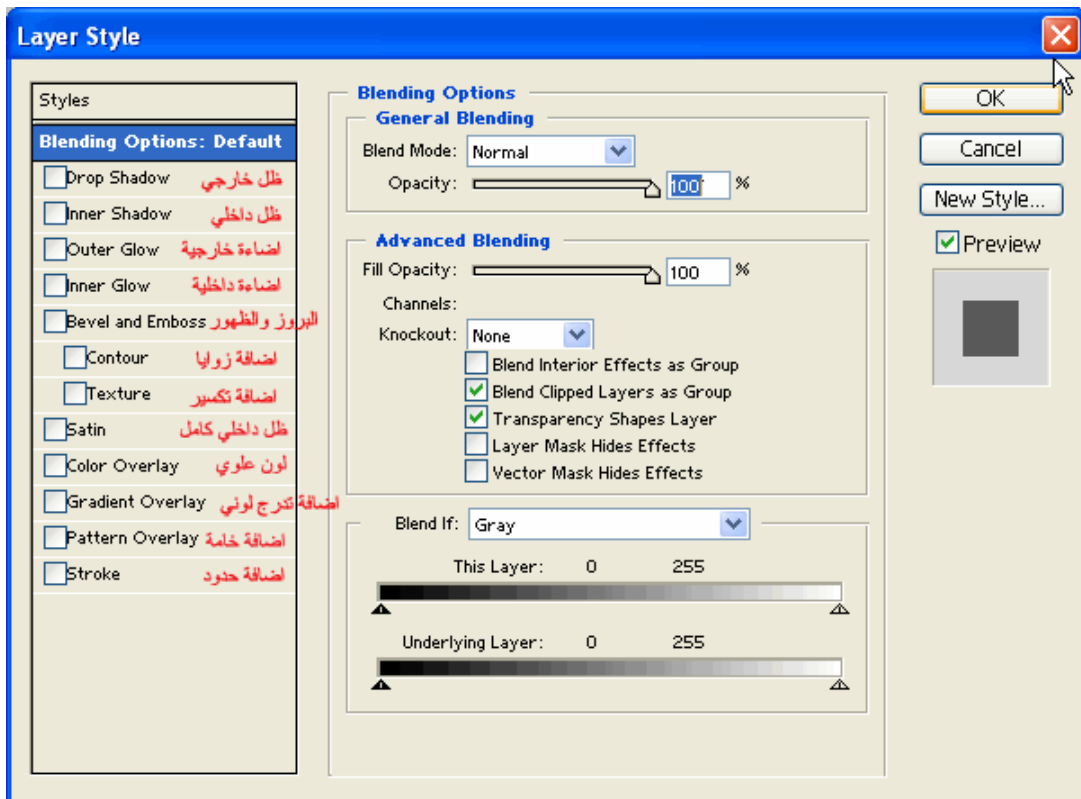 Layer Style
Styles
Blending Options: Default
Drop Shadow ظل خارجي
Inner Shadow ظل داخلي
Outer Glow اضاءة خارجية
Inner Glow اضاءة داخلية
Bevel and Emboss البروز والظهور
Contour اضافة زوايا
Texture اضافة تكسير
Satin ظل داخلي كامل
Color Overlay لون علوي
Gradient Overlay اضافة تدرج لوني
Pattern Overlay اضافة خامة
Stroke اضافة حدود
Blending Options
General Blending
Blend Mode: Normal
Opacity: 100 %
Advanced Blending
Fill Opacity: 100 %
Channels:
Knockout: None
Blend Interior Effects as Group
Blend Clipped Layers as Group
Transparency Shapes Layer
Layer Mask Hides Effects
Vector Mask Hides Effects
Blend If: Gray
This Layer: 0 255
Underlying Layer: 0 255
OK
Cancel
New Style...
Preview